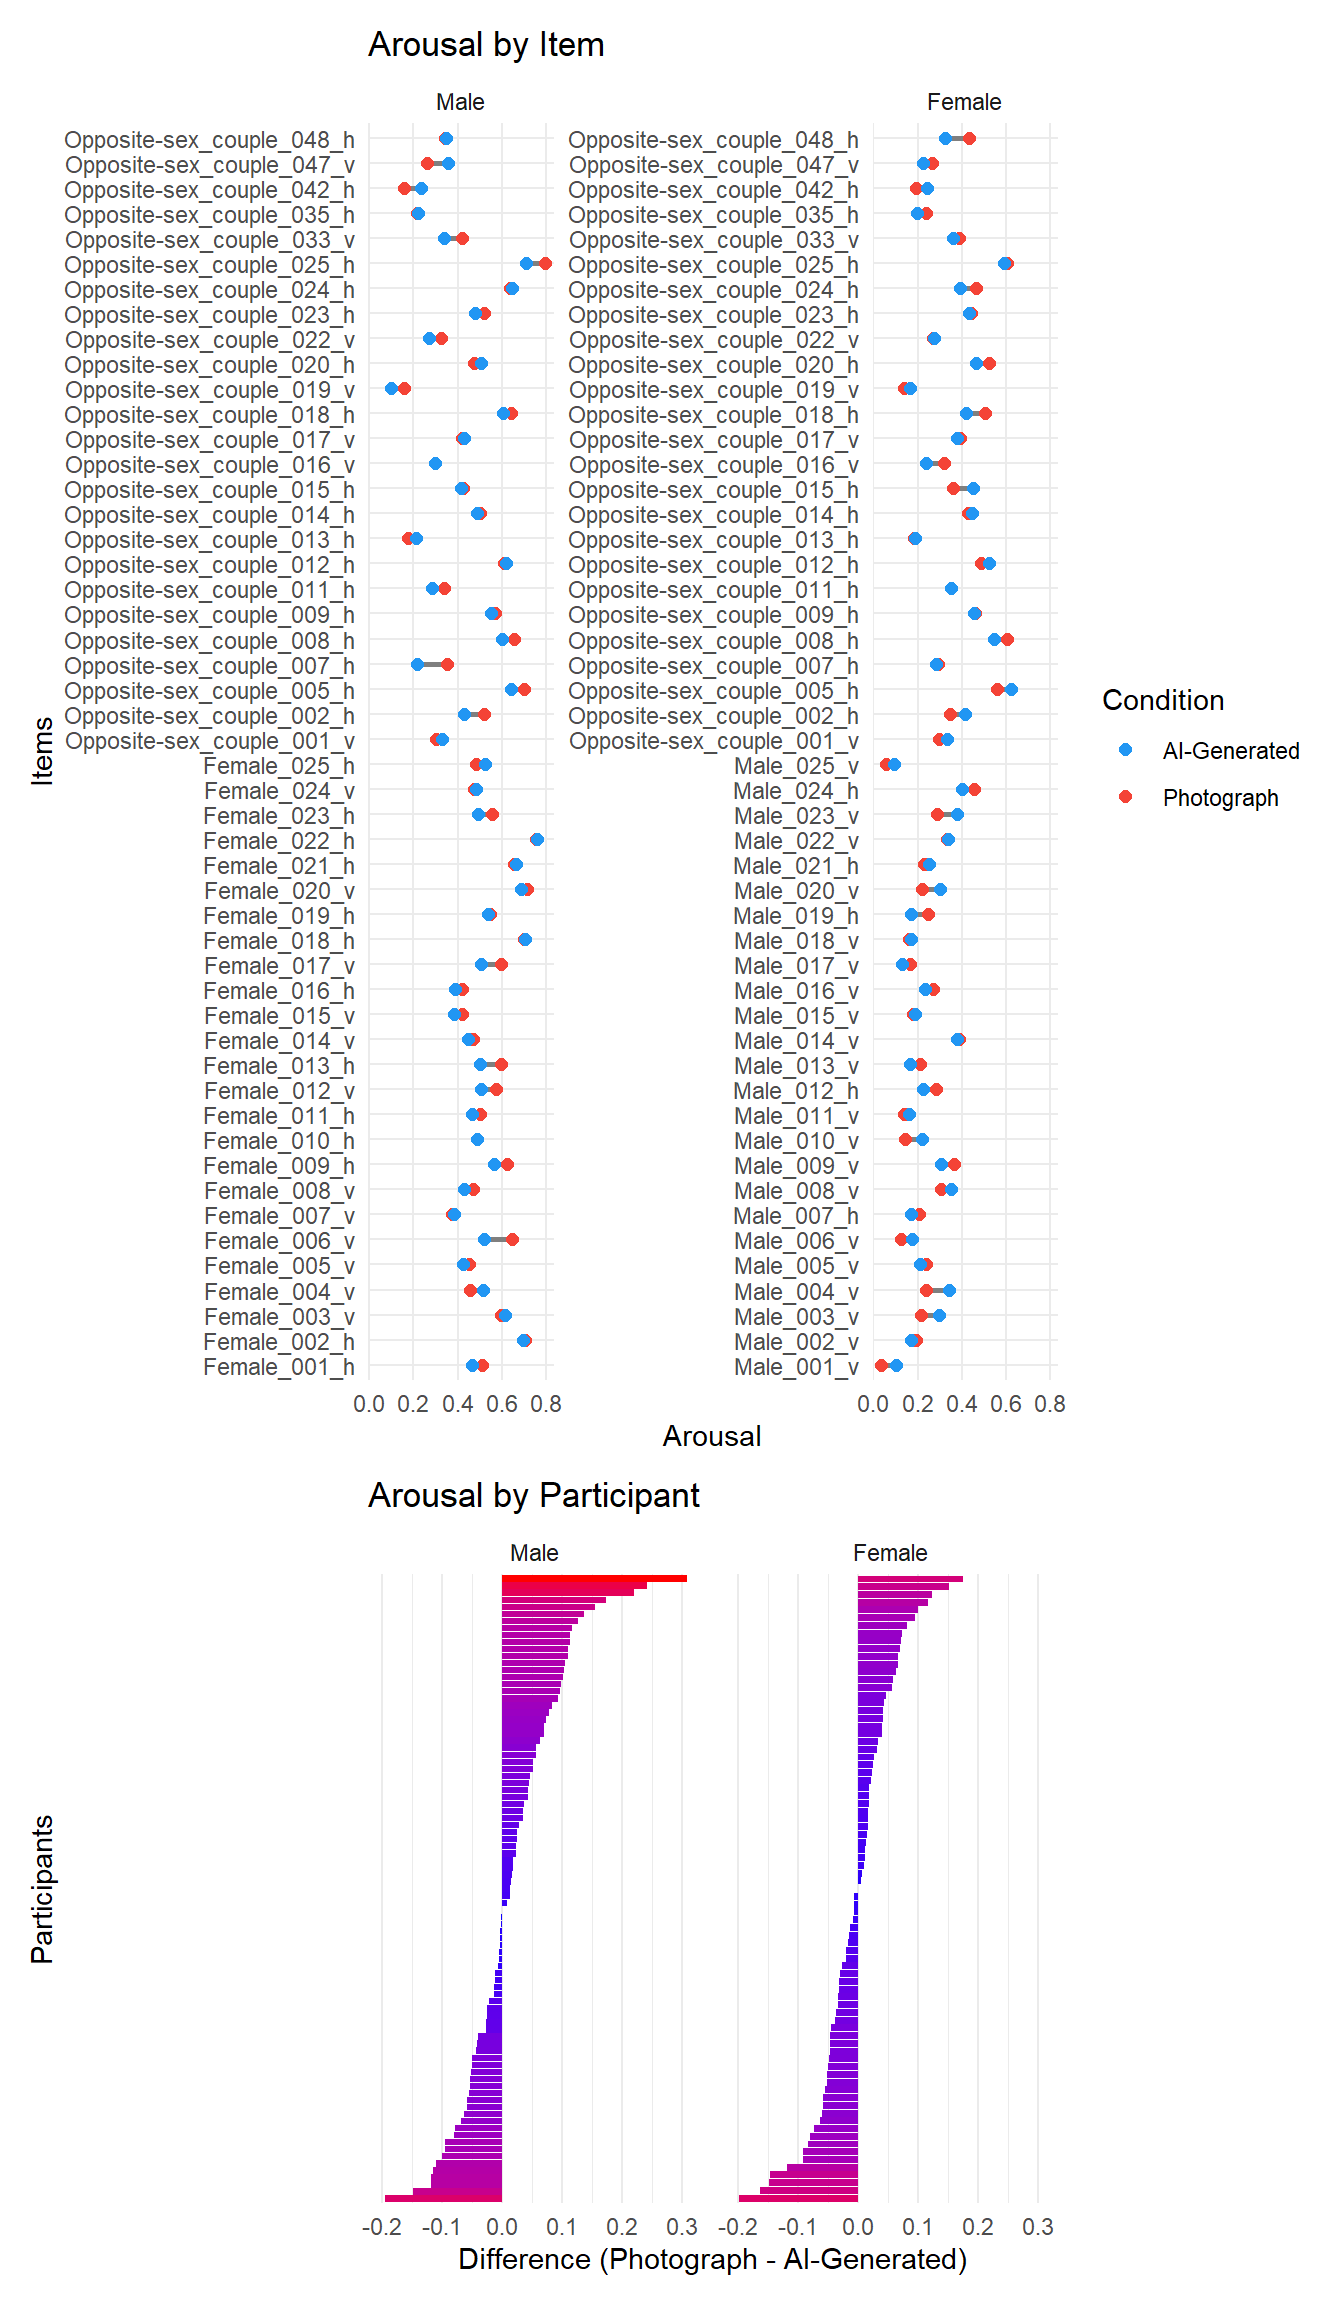 Arousal by Item
Male
Female
Opposite-sex_couple_048_h
Opposite-sex_couple_047_v
Opposite-sex_couple_042_h
Opposite-sex_couple_035_h
Opposite-sex_couple_033_v
Opposite-sex_couple_025_h
Opposite-sex_couple_024_h
Opposite-sex_couple_023_h
Opposite-sex_couple_022_v
Opposite-sex_couple_020_h
Opposite-sex_couple_019_v
Opposite-sex_couple_018_h
Opposite-sex_couple_017_v
Opposite-sex_couple_016_v
Opposite-sex_couple_015_h
Opposite-sex_couple_014_h
Opposite-sex_couple_013_h
Opposite-sex_couple_012_h
Opposite-sex_couple_011_h
Opposite-sex_couple_009_h
Opposite-sex_couple_008_h
Opposite-sex_couple_007_h
Opposite-sex_couple_005_h
Opposite-sex_couple_002_h
Opposite-sex_couple_001_v
Female_025_h
Female_024_v
Female_023_h
Female_022_h
Female_021_h
Female_020_v
Female_019_h
Female_018_h
Female_017_v
Female_016_h
Female_015_v
Female_014_v
Female_013_h
Female_012_v
Female_011_h
Female_010_h
Female_009_h
Female_008_v
Female_007_v
Female_006_v
Female_005_v
Female_004_v
Female_003_v
Female_002_h
Female_001_h
0.0 0.2 0.4 0.6 0.8
Opposite-sex_couple_048_h
Opposite-sex_couple_047_v
Opposite-sex_couple_042_h
Opposite-sex_couple_035_h
Opposite-sex_couple_033_v
Opposite-sex_couple_025_h
Opposite-sex_couple_024_h
Opposite-sex_couple_023_h
Opposite-sex_couple_022_v
Opposite-sex_couple_020_h
Opposite-sex_couple_019_v
Opposite-sex_couple_018_h
Opposite-sex_couple_017_v
Opposite-sex_couple_016_v
Opposite-sex_couple_015_h
Opposite-sex_couple_014_h
Opposite-sex_couple_013_h
Opposite-sex_couple_012_h
Opposite-sex_couple_011_h
Opposite-sex_couple_009_h
Opposite-sex_couple_008_h
Opposite-sex_couple_007_h
Opposite-sex_couple_005_h
Opposite-sex_couple_002_h
Opposite-sex_couple_001_v
Male_025_v
Male_024_h
Male_023_v
Male_022_v
Male_021_h
Male_020_v
Male_019_h
Male_018_v
Male_017_v
Male_016_v
Male_015_v
Male_014_v
Male_013_v
Male_012_h
Male_011_v
Male_010_v
Male_009_v
Male_008_v
Male_007_h
Male_006_v
Male_005_v
Male_004_v
Male_003_v
Male_002_v
Male_001_v
0.0 0.2 0.4 0.6 0.8
Items
Arousal
Condition
AI-Generated
Photograph
Arousal by Participant
Male
Female
Participants
-0.2 -0.1 0.0 0.1 0.2 0.3
-0.2 -0.1 0.0 0.1 0.2 0.3
Difference (Photograph - AI-Generated)